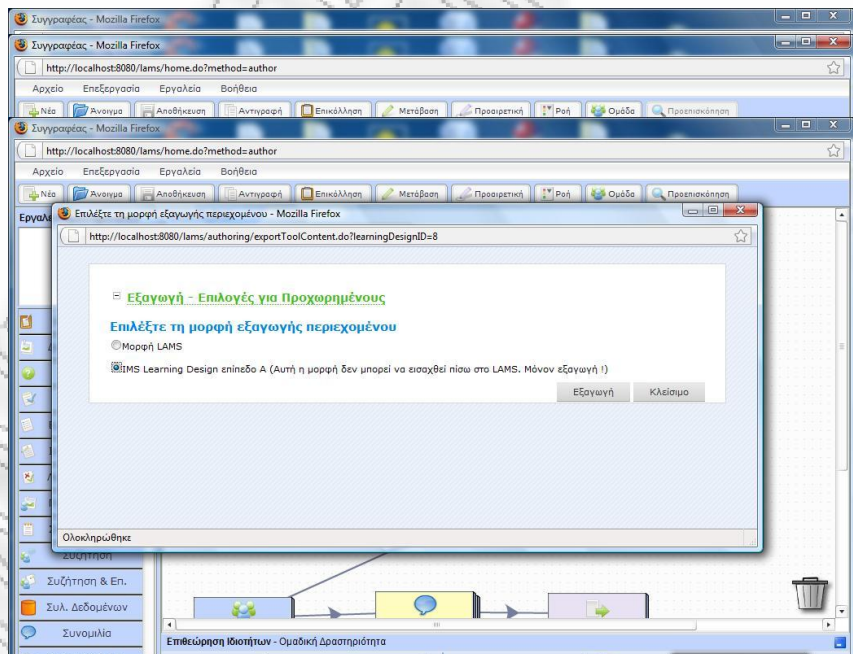 Συγγραφέας - Mozilla Firefox
Συγγραφέας - Mozilla Firefox
http://localhost:8080/lams/home.do?method=author
Αρχείο Επεξεργασία Εργαλεία Βοήθεια
Νέο Άνοιγμα Αποθήκευση Αντιγραφή Επικόλληση Μετάβαση Προαιρετική Ροή Ομάδα Προεπισκόπηση
Συγγραφέας - Mozilla Firefox
http://localhost:8080/lams/home.do?method=author
Αρχείο Επεξεργασία Εργαλεία Βοήθεια
Νέο Άνοιγμα Αποθήκευση Αντιγραφή Επικόλληση Μετάβαση Προαιρετική Ροή Ομάδα Προεπισκόπηση
Επιλέξτε τη μορφή εξαγωγής περιεχομένου - Mozilla Firefox
http://localhost:8080/lams/authoring/exportToolContent.do?learningDesignID=8
Εξαγωγή - Επιλογές για Προχωρημένους
Επιλέξτε τη μορφή εξαγωγής περιεχομένου
Μορφή LAMS
IMS Learning Design επίπεδο Α (Αυτή η μορφή δεν μπορεί να εισαχθεί πίσω στο LAMS. Μόνον εξαγωγή !)
Εξαγωγή Κλείσιμο
Ολοκληρώθηκε
Συζήτηση
Συζήτηση & Επ.
Συλ. Δεδομένων
Συνομιλία
Επιθεώρηση Ιδιοτήτων - Ομαδική Δραστηριότητα